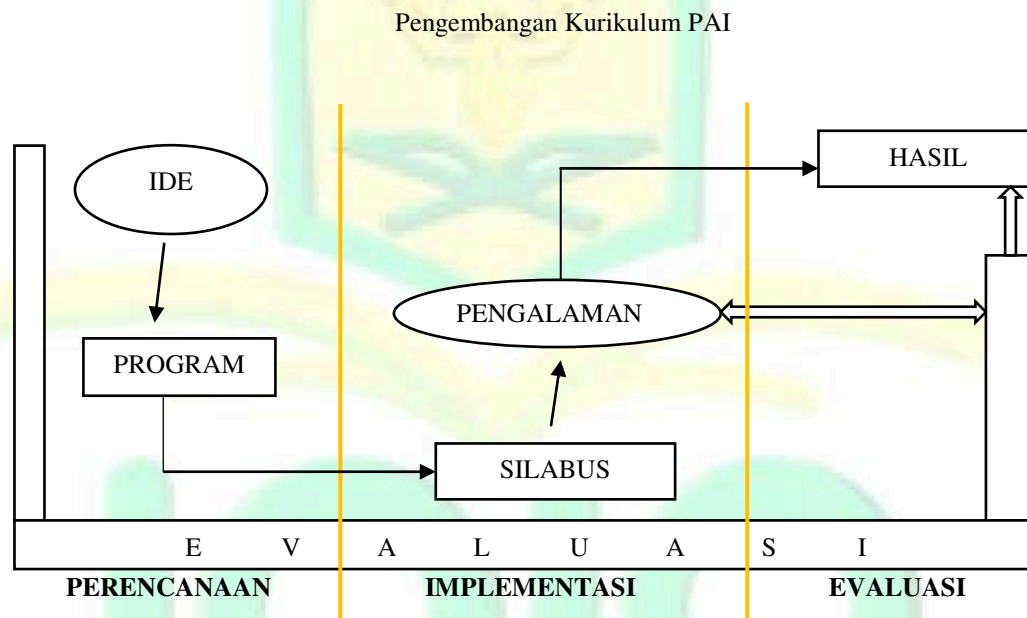 Pengembangan Kurikulum PAI
IDE
HASIL
PENGALAMAN
PROGRAM
SILABUS
E V A L U A S I
PERENCANAAN IMPLEMENTASI EVALUASI